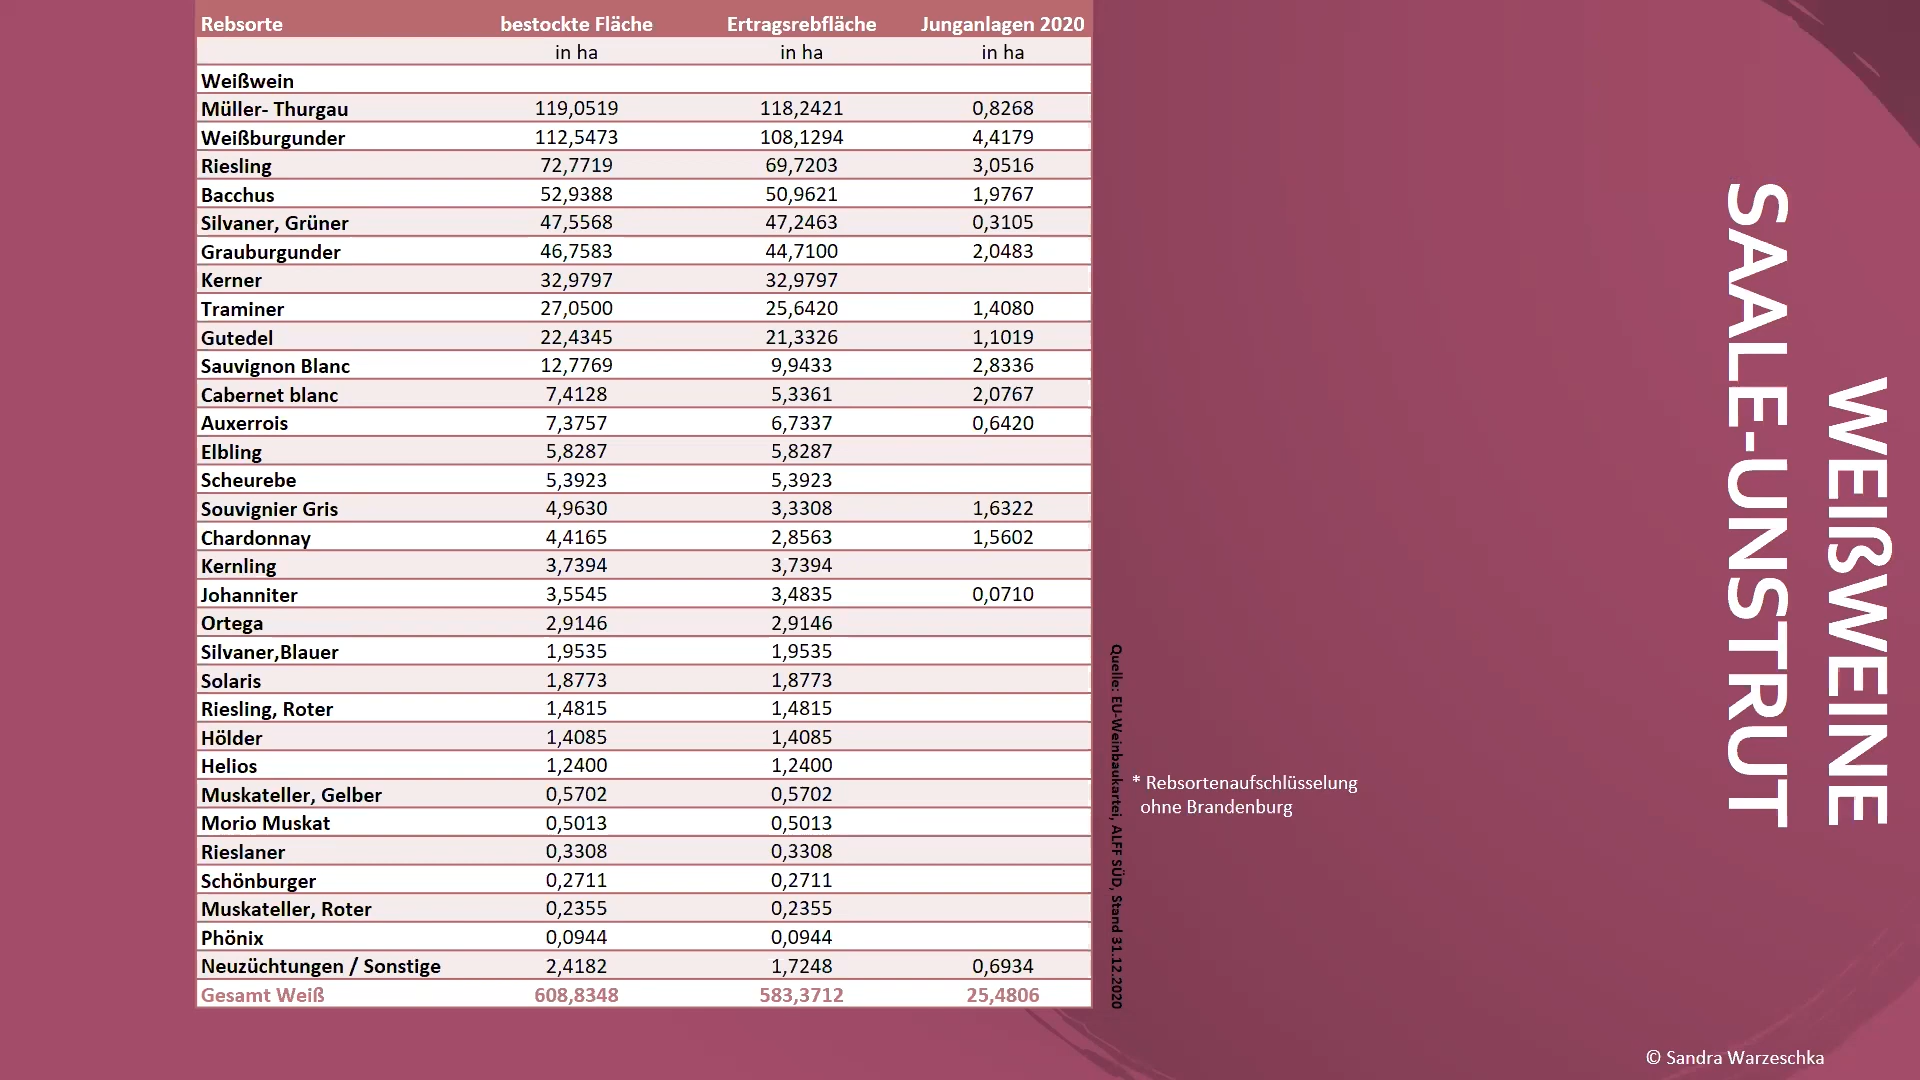 Rebsorte bestockte Fläche Ertragsrebfläche Junganlagen 2020
in ha in ha in ha
Weißwein
Müller- Thurgau 119,0519 118,2421 0,8268
Weißburgunder 112,5473 108,1294 4,4179
Riesling 72,7719 69,7203 3,0516
Bacchus 52,9388 50,9621 1,9767
Silvaner, Grüner 47,5568 47,2463 0,3105
Grauburgunder 46,7583 44,7100 2,0483
Kerner 32,9797 32,9797
Traminer 27,0500 25,6420 1,4080
Gutedel 22,4345 21,3326 1,1019
Sauvignon Blanc 12,7769 9,9433 2,8336
Cabernet blanc 7,4128 5,3361 2,0767
Auxerrois 7,3757 6,7337 0,6420
Elbling 5,8287 5,8287
Scheurebe 5,3923 5,3923
Souvignier Gris 4,9630 3,3308 1,6322
Chardonnay 4,4165 2,8563 1,5602
Kernling 3,7394 3,7394
Johanniter 3,5545 3,4835 0,0710
Ortega 2,9146 2,9146
Silvaner,Blauer 1,9535 1,9535
Solaris 1,8773 1,8773
Riesling, Roter 1,4815 1,4815
Hölder 1,4085 1,4085
Helios 1,2400 1,2400
Muskateller, Gelber 0,5702 0,5702
Morio Muskat 0,5013 0,5013
Rieslaner 0,3308 0,3308
Schönburger 0,2711 0,2711
Muskateller, Roter 0,2355 0,2355
Phönix 0,0944 0,0944
Neuzüchtungen / Sonstige 2,4182 1,7248 0,6934
Gesamt Weiß 608,8348 583,3712 25,4806
Quelle: EU-Weinbaukartei, ALFF SÜD, Stand 31.12.2020
* Rebsortenaufschlüsselung
ohne Brandenburg
WEIßWEINE
SAALE-UNSTRUT
© Sandra Warzeschka